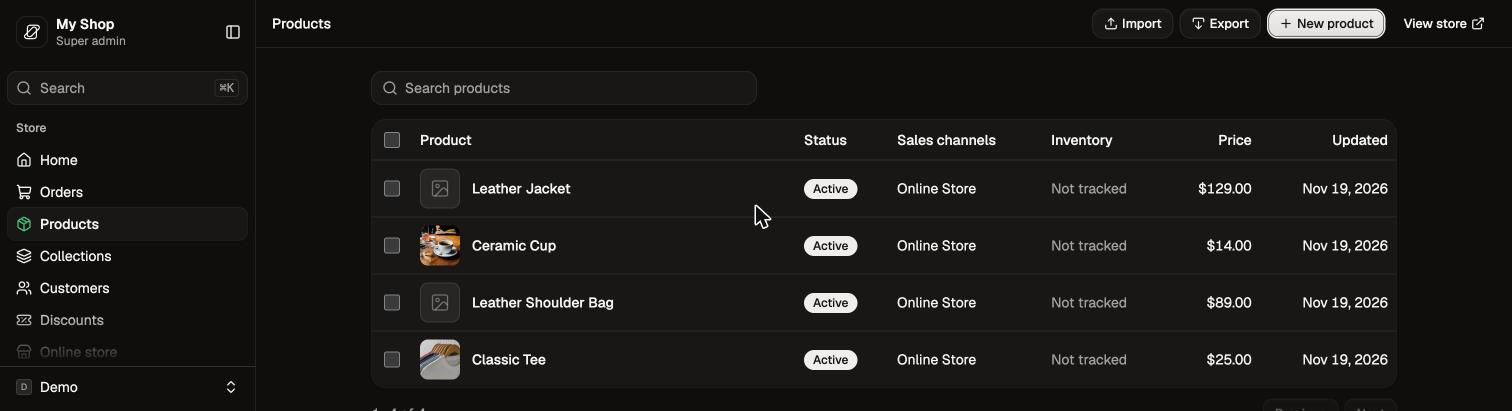 My Shop
Super admin
Search ⌘K
Store
Home
Orders
Products
Collections
Customers
Discounts
Online store
D Demo
Products
Import Export + New product View store
Search products
Product Status Sales channels Inventory Price Updated
Leather Jacket Active Online Store Not tracked $129.00 Nov 19, 2026
Ceramic Cup Active Online Store Not tracked $14.00 Nov 19, 2026
Leather Shoulder Bag Active Online Store Not tracked $89.00 Nov 19, 2026
Classic Tee Active Online Store Not tracked $25.00 Nov 19, 2026